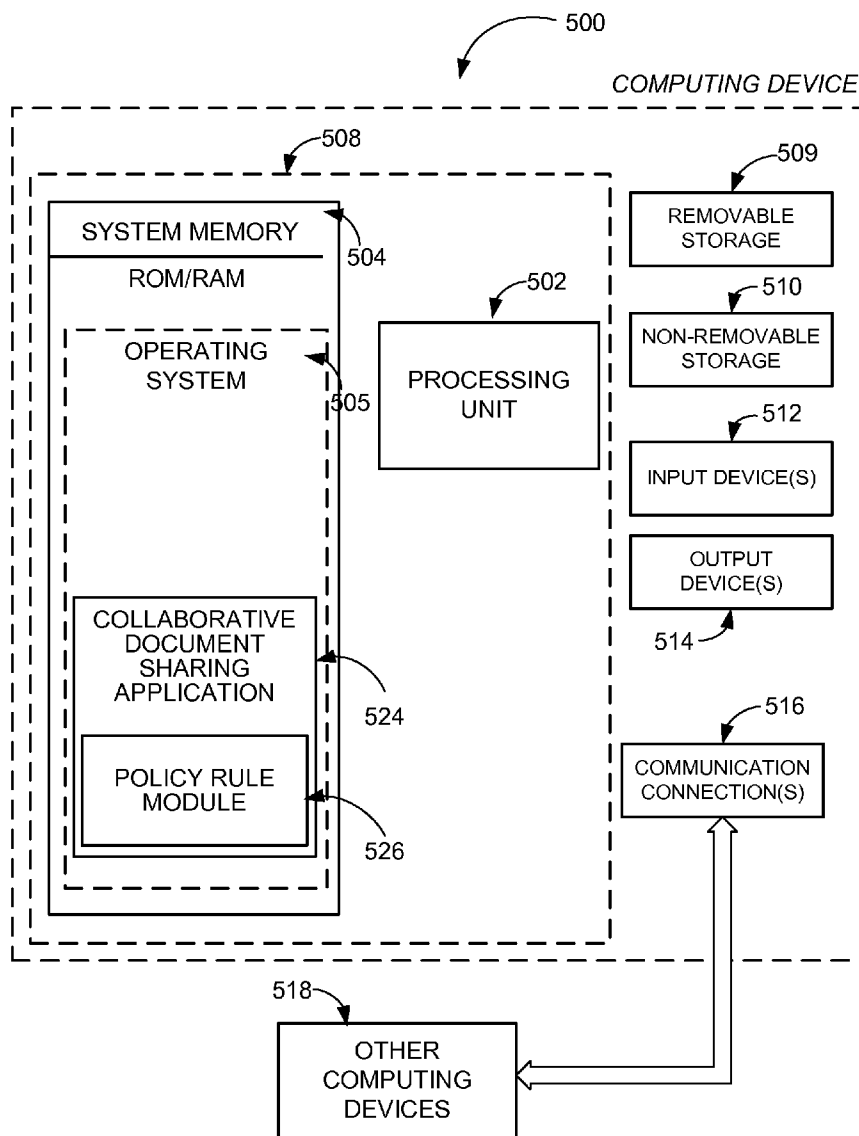 500
COMPUTING DEVICE
508
SYSTEM MEMORY
504
ROM/RAM
OPERATING
SYSTEM
505
502
PROCESSING
UNIT
COLLABORATIVE
DOCUMENT
SHARING
APPLICATION
524
POLICY RULE
MODULE
526
509
REMOVABLE
STORAGE
510
NON-REMOVABLE
STORAGE
512
INPUT DEVICE(S)
OUTPUT
DEVICE(S)
514
516
COMMUNICATION
CONNECTION(S)
518
OTHER
COMPUTING
DEVICES